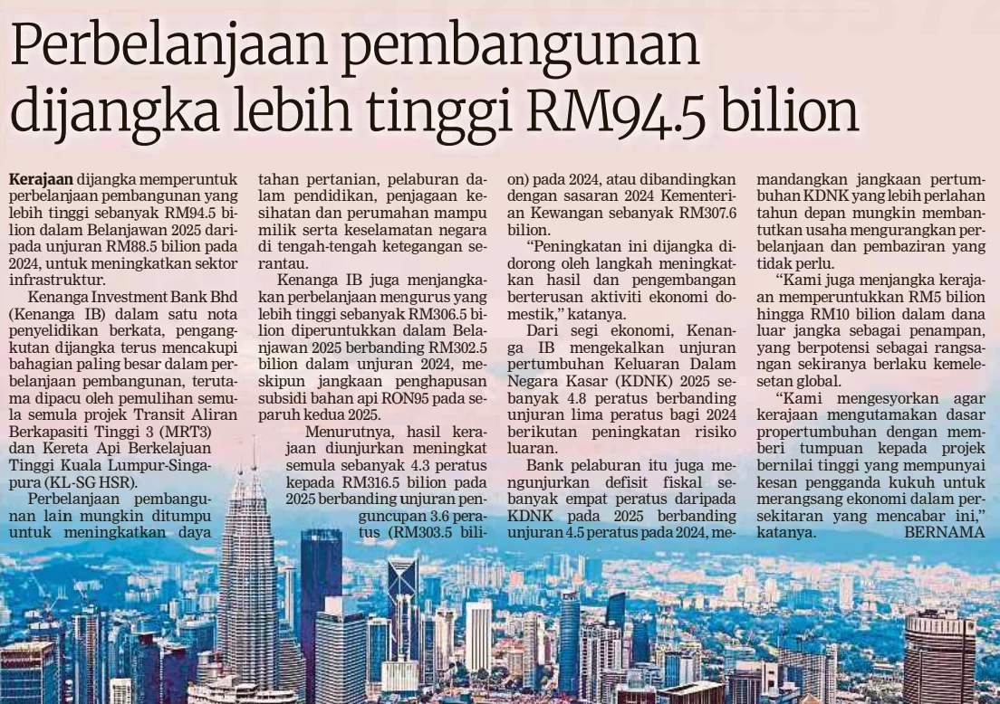 Perbelanjaan pembangunan
dijangka lebih tinggi RM94.5 bilion
Kerajaan dijangka memperuntuk
perbelanjaan pembangunan yang
lebih tinggi sebanyak RM94.5 bi-
lion dalam Belanjawan 2025 dari-
pada unjuran RM88.5 bilion pada
2024, untuk meningkatkan sektor
infrastruktur.
Kenanga Investment Bank Bhd
(Kenanga IB) dalam satu nota
penyelidikan berkata, pengang-
kutan dijangka terus mencakupi
bahagian paling besar dalam per-
belanjaan pembangunan, teruta-
ma dipacu oleh pemulihan semu-
la semula projek Transit Aliran
Berkapasiti Tinggi 3 (MRT3)
dan Kereta Api Berkelajuan
Tinggi Kuala Lumpur-Singa-
pura (KL-SG HSR).
Perbelanjaan pembangu-
nan lain mungkin ditumpu
untuk meningkatkan daya
tahan pertanian, pelaburan da-
lam pendidikan, penjagaan ke-
sihatan dan perumahan mampu
milik serta keselamatan negara
di tengah-tengah ketegangan se-
rantau.
Kenanga IB juga menjangka-
kan perbelanjaan mengurus yang
lebih tinggi sebanyak RM306.5 bi-
lion diperuntukkan dalam Bela-
njawan 2025 berbanding RM302.5
bilion dalam unjuran 2024, me-
skipun jangkaan penghapusan
subsidi bahan api RON95 pada se-
paruh kedua 2025.
Menurutnya, hasil kera-
jaan diunjurkan meningkat
semula sebanyak 4.3 peratus
kepada RM316.5 bilion pada
2025 berbanding unjuran pen-
guncupan 3.6 pera-
tus (RM303.5 bili-
on) pada 2024, atau dibandingkan
dengan sasaran 2024 Kementeri-
an Kewangan sebanyak RM307.6
bilion.
“Peningkatan ini dijangka di-
dorong oleh langkah meningkat-
kan hasil dan pengembangan
berterusan aktiviti ekonomi do-
mestik,” katanya.
Dari segi ekonomi, Kenan-
ga IB mengekalkan unjuran
pertumbuhan Keluaran Dalam
Negara Kasar (KDNK) 2025 se-
banyak 4.8 peratus berbanding
unjuran lima peratus bagi 2024
berikutan peningkatan risiko
luaran.
Bank pelaburan itu juga me-
ngunjurkan defisit fiskal se-
banyak empat peratus daripada
KDNK pada 2025 berbanding
unjuran 4.5 peratus pada 2024, me-
mandangkan jangkaan pertum-
buhan KDNK yang lebih perlahan
tahun depan mungkin memban-
tutkan usaha mengurangkan per-
belanjaan dan pembaziran yang
tidak perlu.
“Kami juga menjangka keraja-
an memperuntukkan RM5 bilion
hingga RM10 bilion dalam dana
luar jangka sebagai penampan,
yang berpotensi sebagai rangsa-
ngan sekiranya berlaku kemele-
setan global.
“Kami mengesyorkan agar
kerajaan mengutamakan dasar
propertumbuhan dengan mem-
beri tumpuan kepada projek
bernilai tinggi yang mempunyai
kesan pengganda kukuh untuk
merangsang ekonomi dalam per-
sekitaran yang mencabar ini,”
katanya. BERNAMA